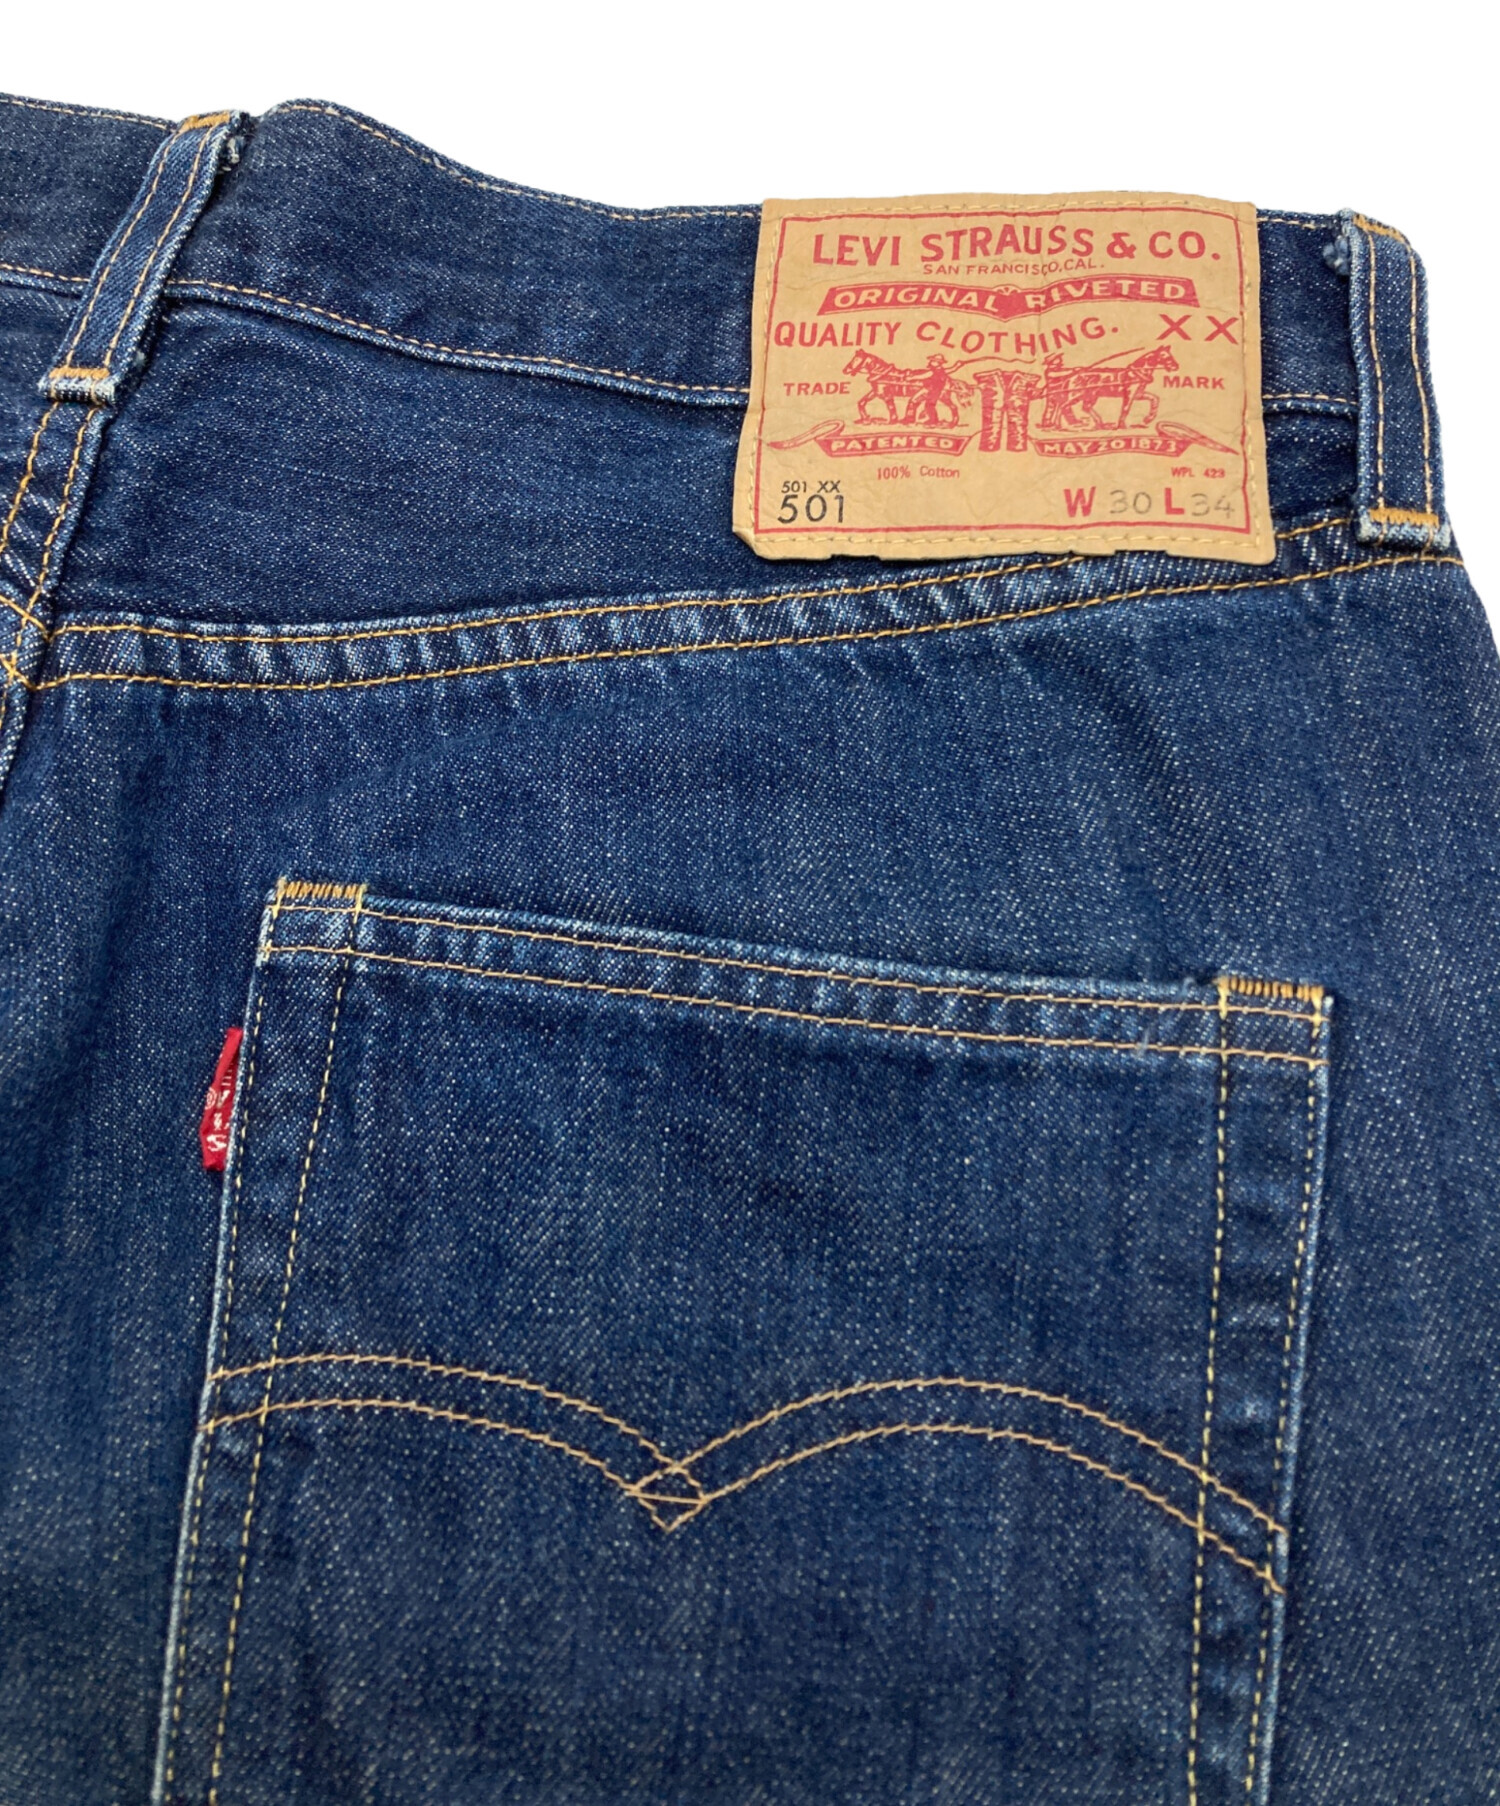 LEVI STRAUSS & CO.
SAN FRANCISCO, CAL.
ORIGINAL RIVETED
QUALITY CLOTHING. XX
TRADE MARK
PATENTED MAY 20 1873
100% Cotton WPL 423
501 XX
501 W 30 L 34